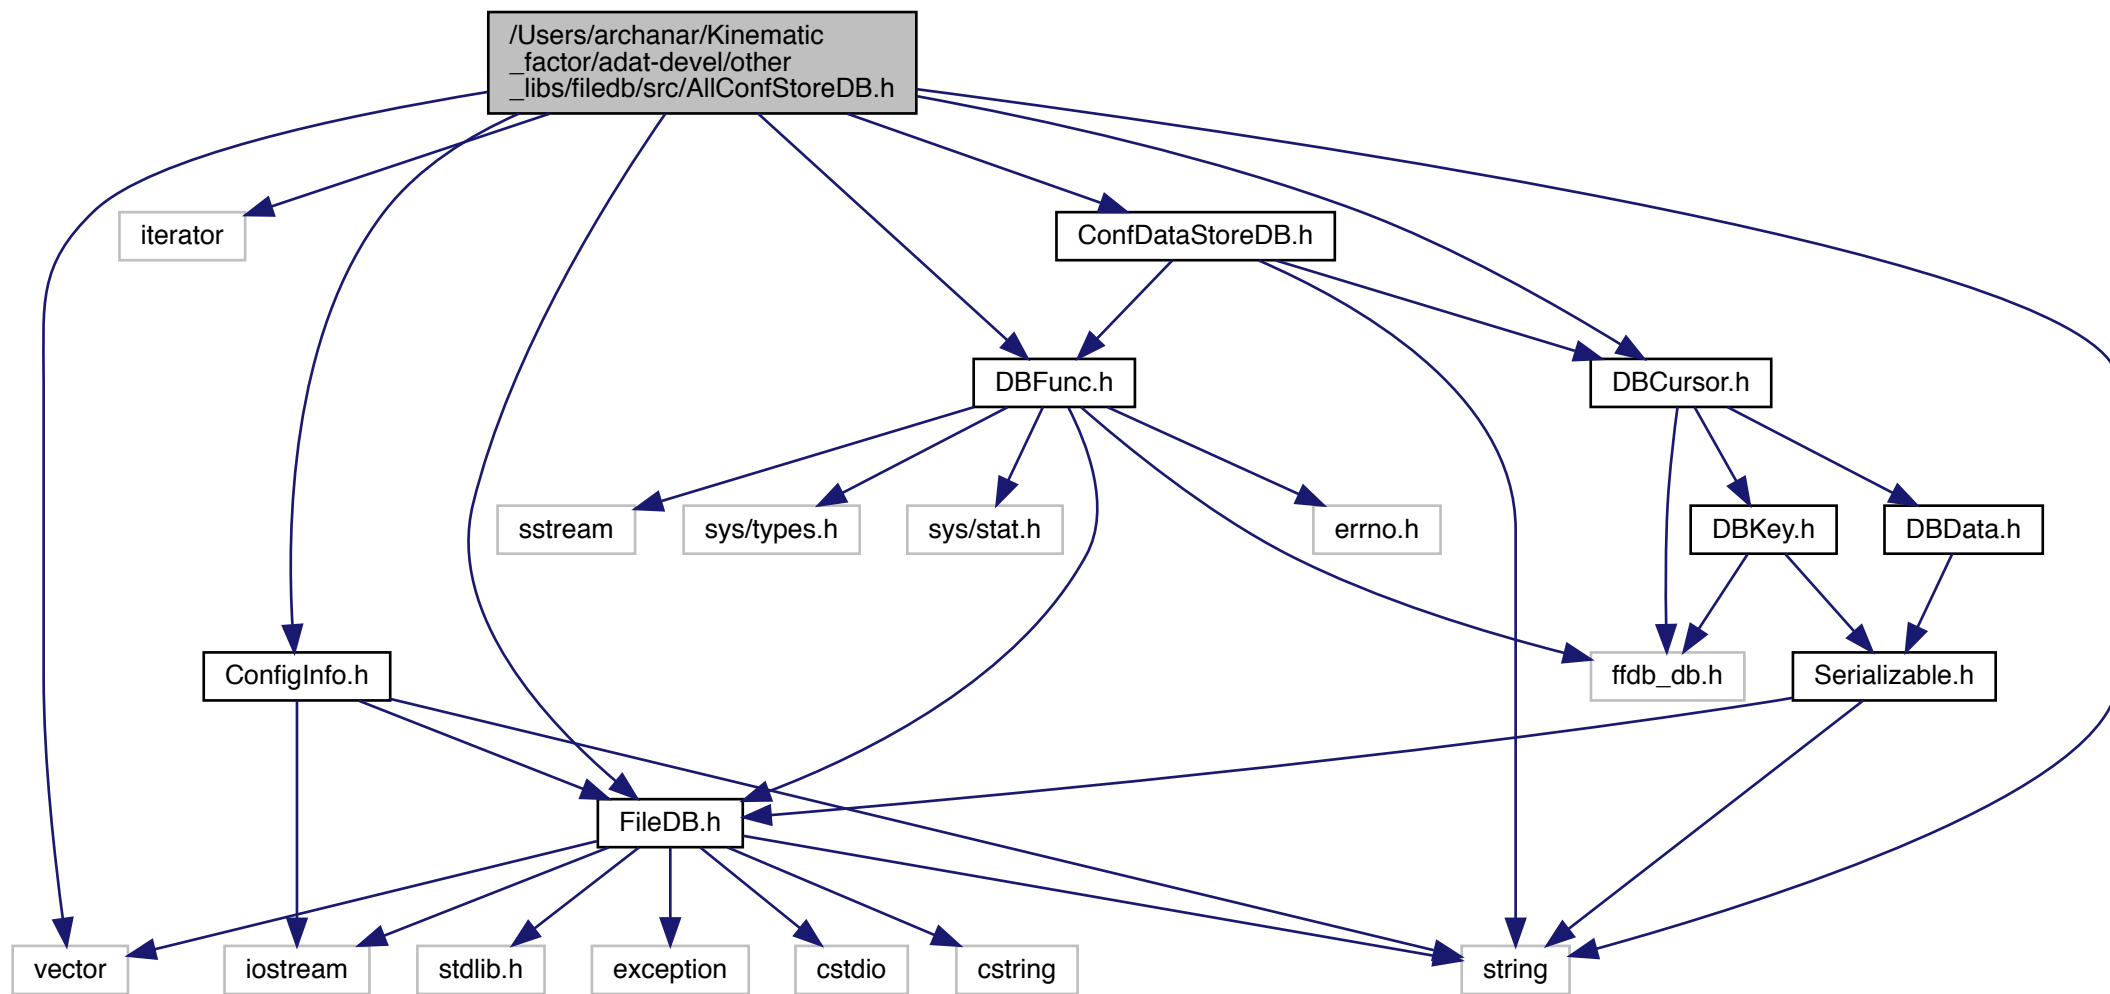 /Users/archanar/Kinematic
_factor/adat-devel/other
_libs/filedb/src/AllConfStoreDB.h
iterator
ConfDataStoreDB.h
DBFunc.h
DBCursor.h
sstream
sys/types.h
sys/stat.h
errno.h
DBKey.h
DBData.h
ConfigInfo.h
ffdb_db.h
Serializable.h
FileDB.h
vector
iostream
stdlib.h
exception
cstdio
cstring
string